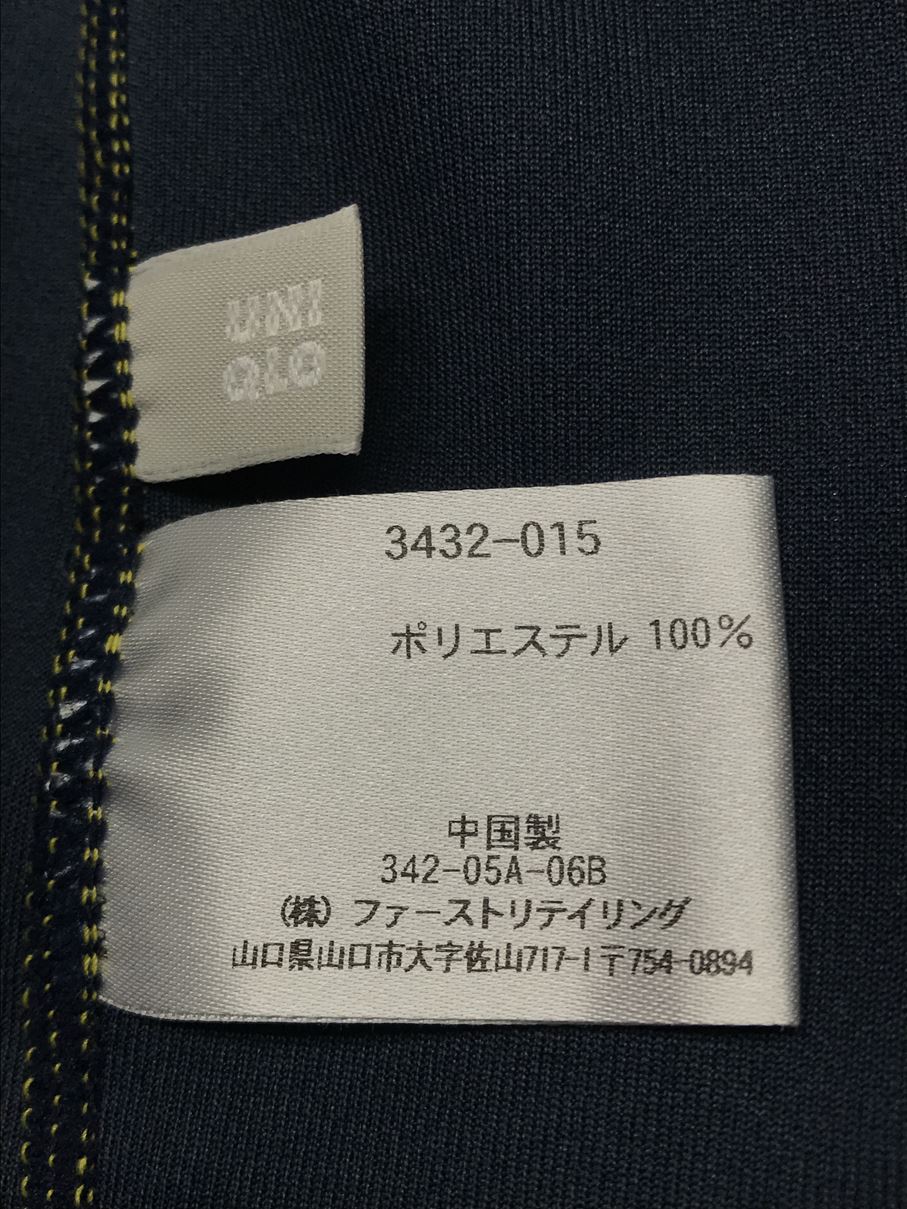 UNI
QLO
3432-015
ポリエステル 100%
中国製
342-05A-06B
(株) ファーストリテイリング
山口県山口市大字佐山717-1〒754-0894